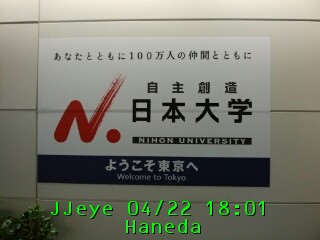 あなたとともに100万人の仲間とともに
自主創造
日本大学
N.
NIHON UNIVERSITY
ようこそ東京へ
Welcome to Tokyo
JJeye 04/22 18:01
Haneda